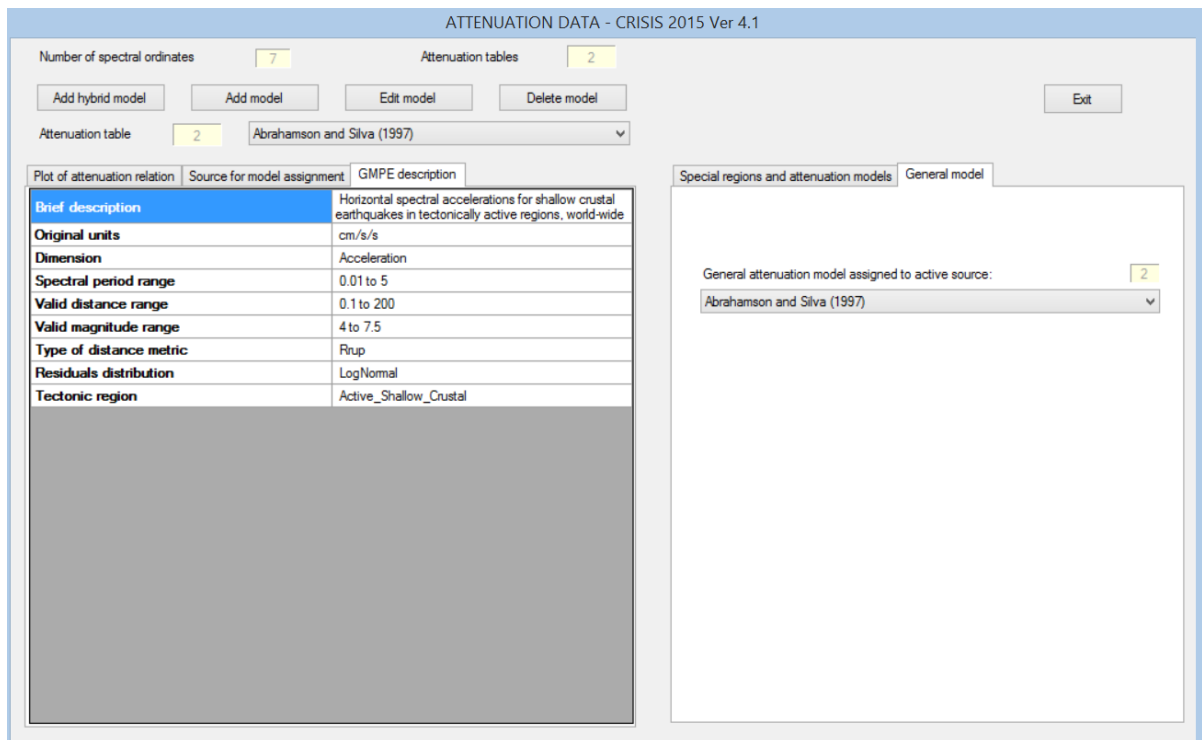 ATTENUATION DATA - CRISIS 2015 Ver 4.1
Number of spectral ordinates 7 Attenuation tables 2
Add hybrid model Add model Edit model Delete model Exit
Attenuation table 2 Abrahamson and Silva (1997)
Plot of attenuation relation Source for model assignment GMPE description
Brief description Horizontal spectral accelerations for shallow crustal
earthquakes in tectonically active regions, world-wide
Original units cm/s/s
Dimension Acceleration
Spectral period range 0.01 to 5
Valid distance range 0.1 to 200
Valid magnitude range 4 to 7.5
Type of distance metric Rrup
Residuals distribution LogNormal
Tectonic region Active_Shallow_Crustal
Special regions and attenuation models General model
General attenuation model assigned to active source: 2
Abrahamson and Silva (1997)